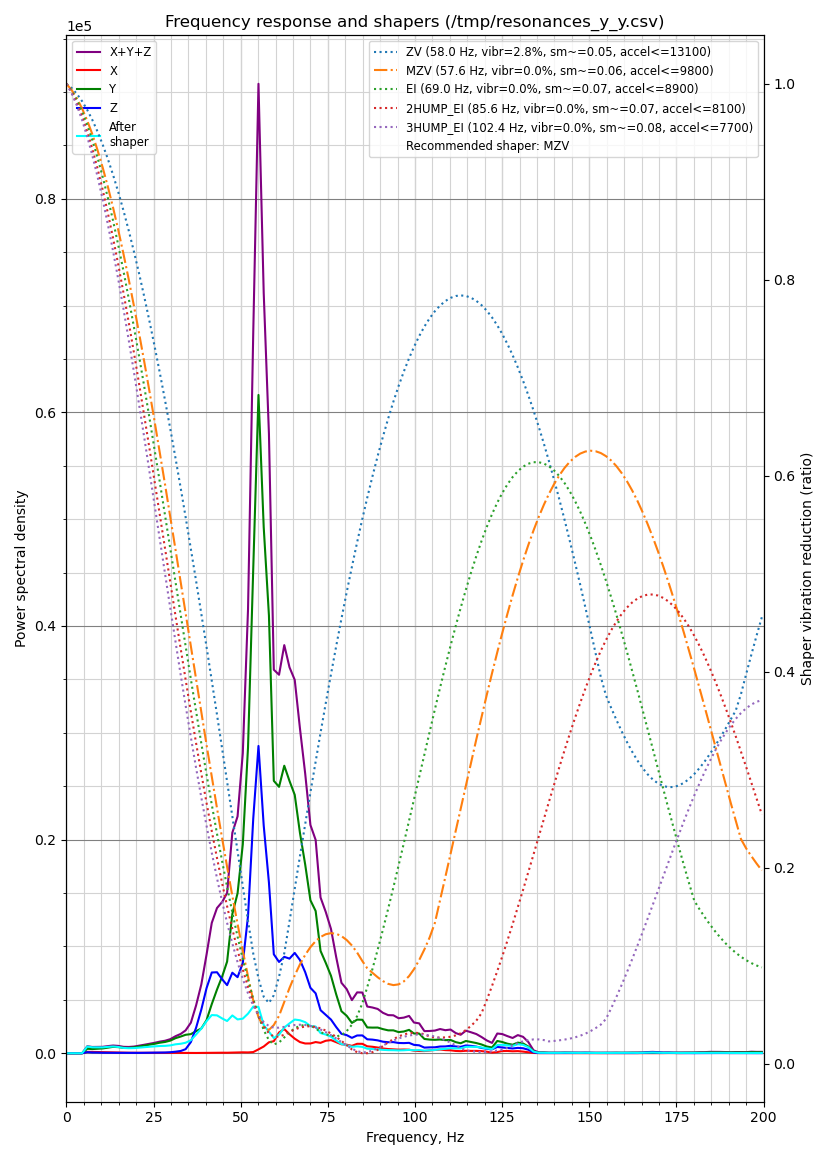 Frequency response and shapers (/tmp/resonances_y_y.csv)
1e5
X+Y+Z
X
Y
Z
After
shaper
ZV (58.0 Hz, vibr=2.8%, sm~=0.05, accel<=13100)
MZV (57.6 Hz, vibr=0.0%, sm~=0.06, accel<=9800)
EI (69.0 Hz, vibr=0.0%, sm~=0.07, accel<=8900)
2HUMP_EI (85.6 Hz, vibr=0.0%, sm~=0.07, accel<=8100)
3HUMP_EI (102.4 Hz, vibr=0.0%, sm~=0.08, accel<=7700)
Recommended shaper: MZV
Power spectral density
0.8
0.6
0.4
0.2
0.0
1.0
0.8
0.6
0.4
0.2
0.0
Shaper vibration reduction (ratio)
0 25 50 75 100 125 150 175 200
Frequency, Hz